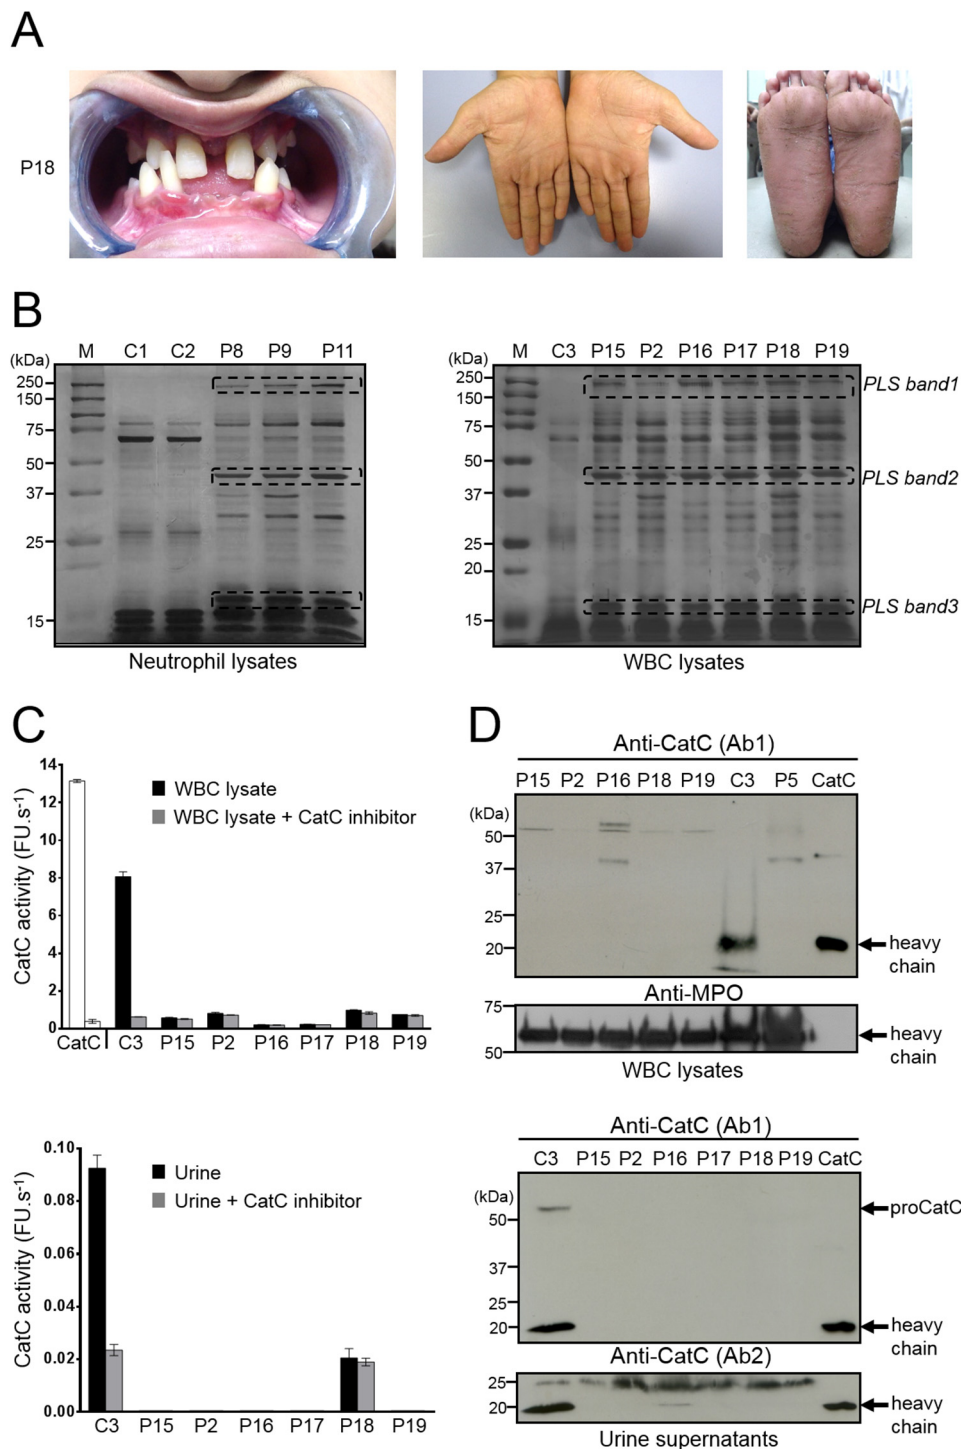 A
P18
B
(kDa) M C1 C2 P8 P9 P11
250
150
75
50
37
25
15
Neutrophil lysates
(kDa) M C3 P15 P2 P16 P17 P18 P19
250
150
75
50
37
25
20
15
PLS band1
PLS band2
PLS band3
WBC lysates
C
CatC activity (FU.s-1)
14
12
10
8
6
4
2
0
WBC lysate
WBC lysate + CatC inhibitor
CatC C3 P15 P2 P16 P17 P18 P19
CatC activity (FU.s-1)
0.10
0.08
0.06
0.04
0.02
0.00
Urine
Urine + CatC inhibitor
C3 P15 P2 P16 P17 P18 P19
D
Anti-CatC (Ab1)
P15 P2 P16 P18 P19 C3 P5 CatC
(kDa)
50
37
25
20
heavy
chain
Anti-MPO
75
50
heavy
chain
WBC lysates
Anti-CatC (Ab1)
C3 P15 P2 P16 P17 P18 P19 CatC
(kDa)
50
37
25
20
proCatC
heavy
chain
Anti-CatC (Ab2)
25
20
heavy
chain
Urine supernatants